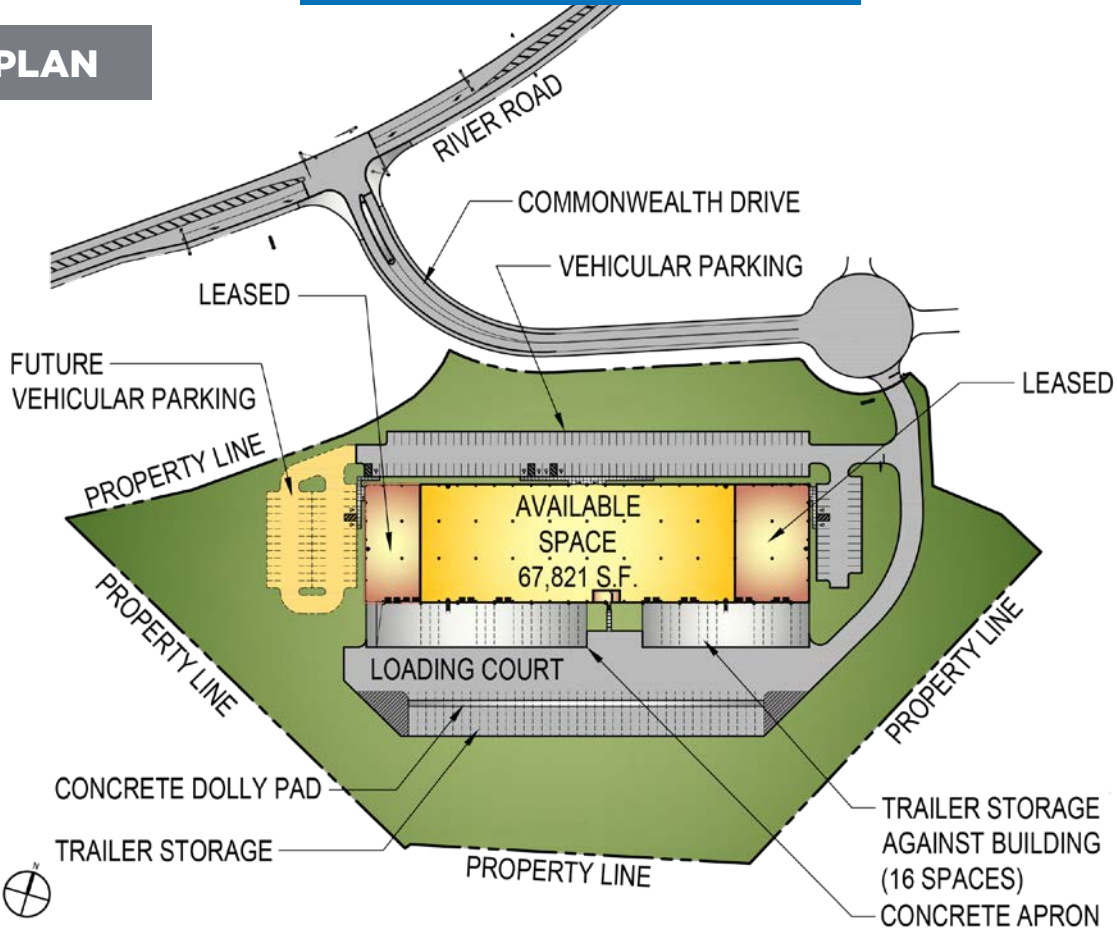 PLAN
RIVER ROAD
COMMONWEALTH DRIVE
VEHICULAR PARKING
LEASED
FUTURE
VEHICULAR PARKING
LEASED
PROPERTY LINE
AVAILABLE
SPACE
67,821 S.F.
PROPERTY LINE
PROPERTY LINE
LOADING COURT
CONCRETE DOLLY PAD
TRAILER STORAGE
PROPERTY LINE
TRAILER STORAGE
AGAINST BUILDING
(16 SPACES)
CONCRETE APRON
N